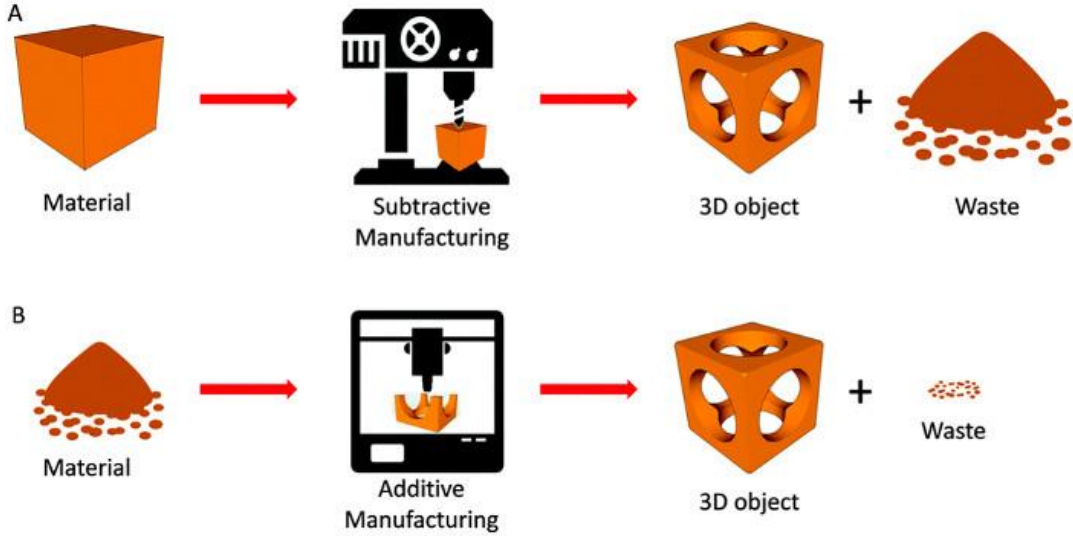 A
Material
Subtractive
Manufacturing
3D object
+
Waste
B
Material
Additive
Manufacturing
3D object
+
Waste